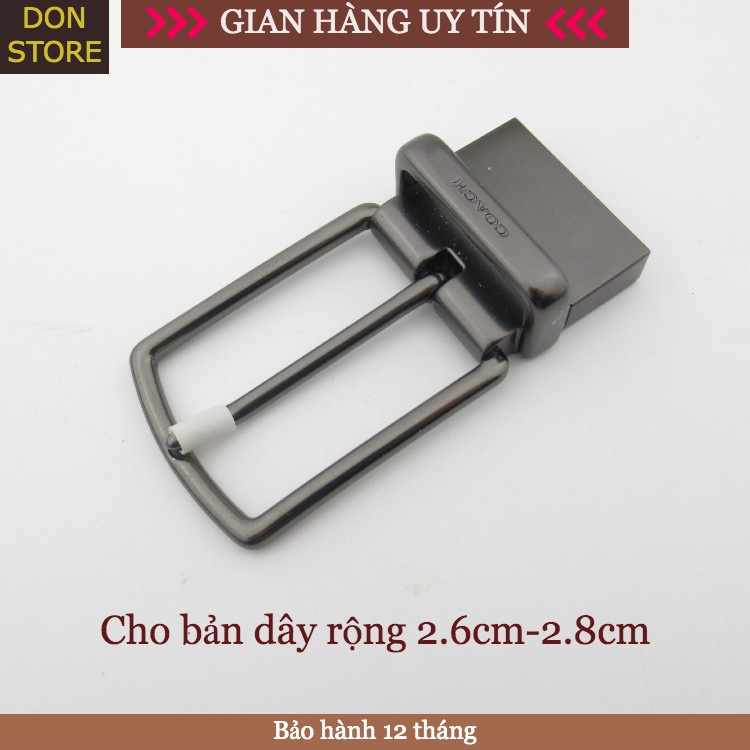 DON
STORE
GIAN HÀNG UY TÍN
COACH
Cho bản dây rộng 2.6cm-2.8cm
Bảo hành 12 tháng